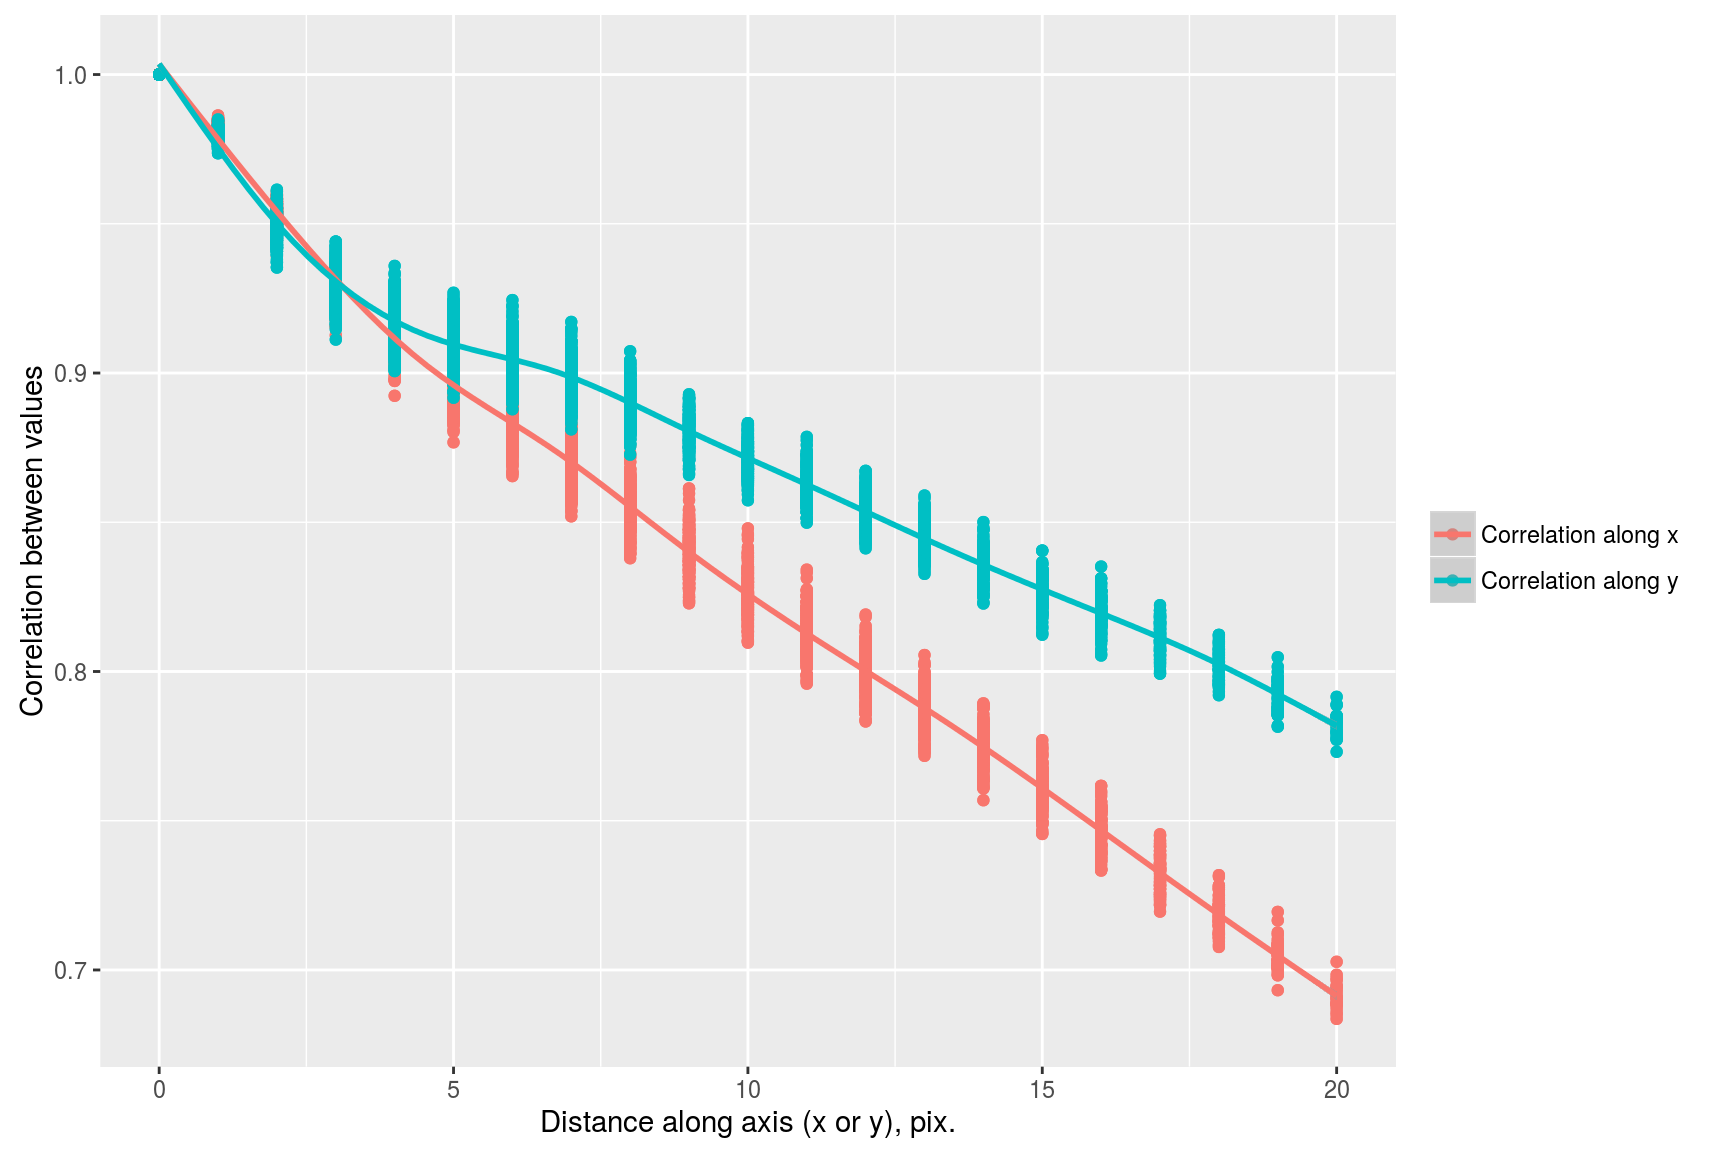 Correlation between values
1.0
0.9
0.8
0.7
0
5
10
15
20
Distance along axis (x or y), pix.
Correlation along x
Correlation along y